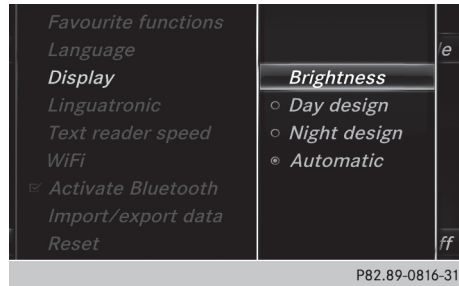 Favourite functions
Language
Display
Linguatronic
Text reader speed
WiFi
Activate Bluetooth
Import/export data
Reset
Brightness
Day design
Night design
Automatic
le
ff
P82.89-0816-31